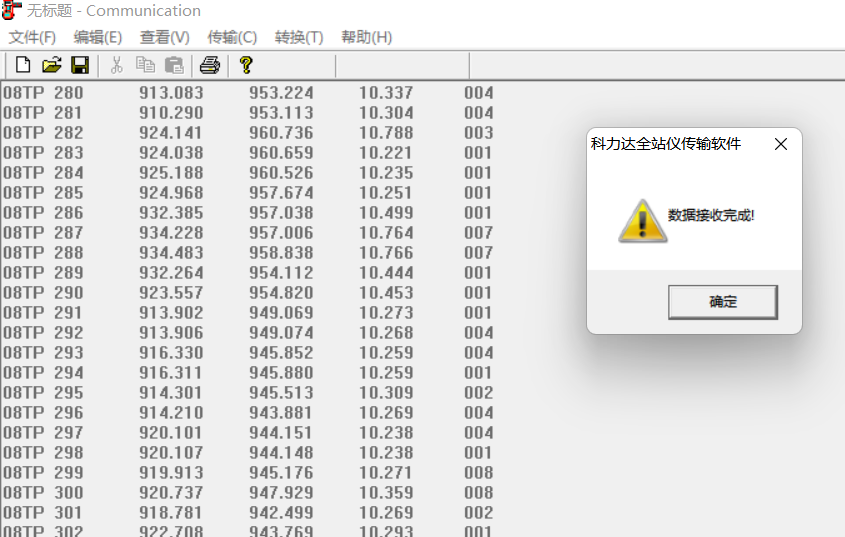 无标题 - Communication
文件(F) 编辑(E) 查看(V) 传输(C) 转换(T) 帮助(H)
08TP 280 913.083 953.224 10.337 004
08TP 281 910.290 953.113 10.304 004
08TP 282 924.141 960.736 10.788 003
08TP 283 924.038 960.659 10.221 001
08TP 284 925.188 960.526 10.235 001
08TP 285 924.968 957.674 10.251 001
08TP 286 932.385 957.038 10.499 001
08TP 287 934.228 957.006 10.764 007
08TP 288 934.483 958.838 10.766 007
08TP 289 932.264 954.112 10.444 001
08TP 290 923.557 954.820 10.453 001
08TP 291 913.902 949.069 10.273 001
08TP 292 913.906 949.074 10.268 004
08TP 293 916.330 945.852 10.259 004
08TP 294 916.311 945.880 10.259 001
08TP 295 914.301 945.513 10.309 002
08TP 296 914.210 943.881 10.269 004
08TP 297 920.101 944.151 10.238 004
08TP 298 920.107 944.148 10.238 001
08TP 299 919.913 945.176 10.271 008
08TP 300 920.737 947.929 10.359 008
08TP 301 918.781 942.499 10.269 002
08TP 302 922.708 943.769 10.293 001
科力达全站仪传输软件
数据接收完成!
确定